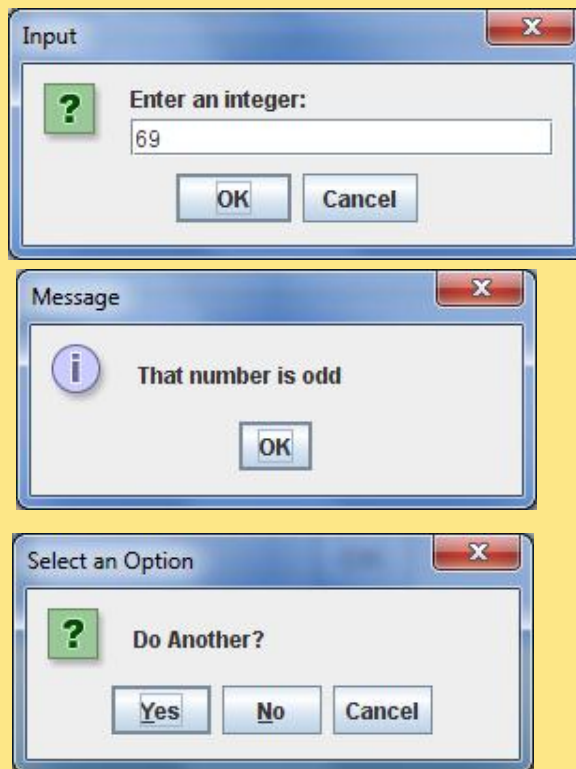 Input
Enter an integer:
69
OK Cancel
Message
i
That number is odd
OK
Select an Option
?
Do Another?
Yes No Cancel